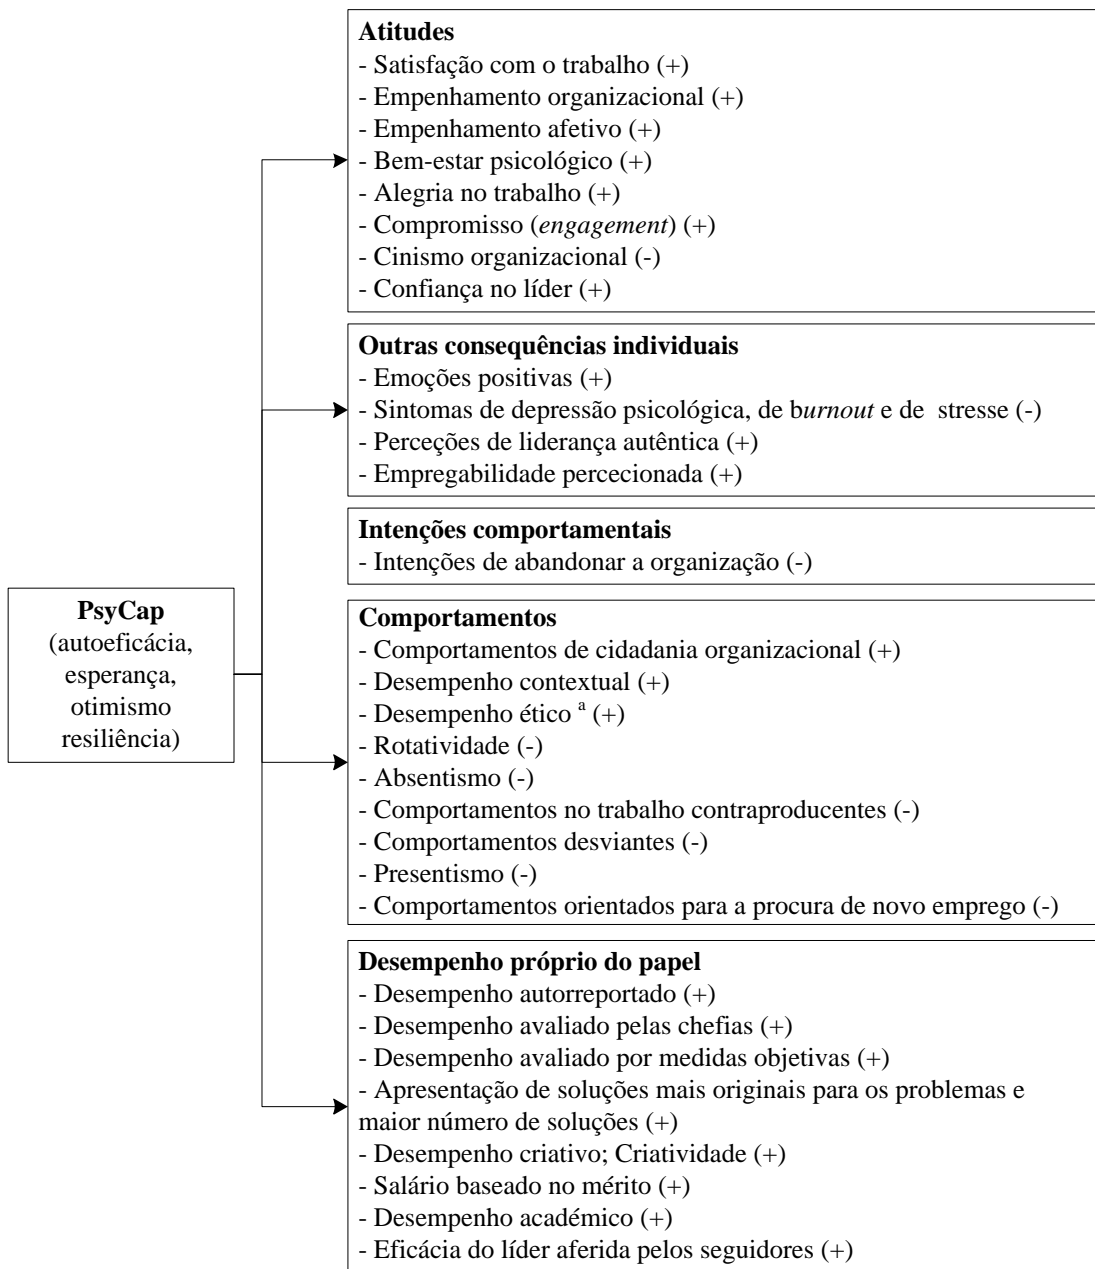 Atitudes
- Satisfação com o trabalho (+)
- Empenhamento organizacional (+)
- Empenhamento afetivo (+)
- Bem-estar psicológico (+)
- Alegria no trabalho (+)
- Compromisso (engagement) (+)
- Cinismo organizacional (-)
- Confiança no líder (+)
Outras consequências individuais
- Emoções positivas (+)
- Sintomas de depressão psicológica, de burnout e de stresse (-)
- Perceções de liderança autêntica (+)
- Empregabilidade percecionada (+)
Intenções comportamentais
- Intenções de abandonar a organização (-)
PsyCap
(autoeficácia,
esperança,
otimismo
resiliência)
Comportamentos
- Comportamentos de cidadania organizacional (+)
- Desempenho contextual (+)
- Desempenho ético a (+)
- Rotatividade (-)
- Absentismo (-)
- Comportamentos no trabalho contraproducentes (-)
- Comportamentos desviantes (-)
- Presentismo (-)
- Comportamentos orientados para a procura de novo emprego (-)
Desempenho próprio do papel
- Desempenho autorreportado (+)
- Desempenho avaliado pelas chefias (+)
- Desempenho avaliado por medidas objetivas (+)
- Apresentação de soluções mais originais para os problemas e
maior número de soluções (+)
- Desempenho criativo; Criatividade (+)
- Salário baseado no mérito (+)
- Desempenho académico (+)
- Eficácia do líder aferida pelos seguidores (+)